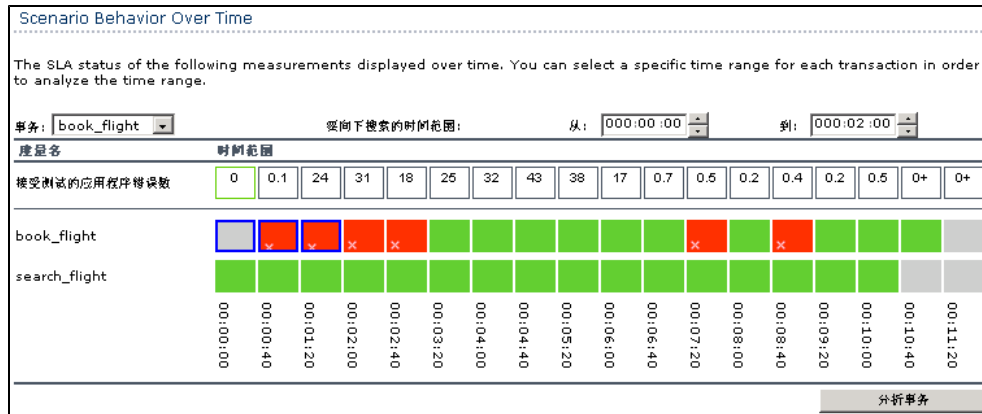 Scenario Behavior Over Time
The SLA status of the following measurements displayed over time. You can select a specific time range for each transaction in order
to analyze the time range.
事务: book_flight 要向下搜索的时间范围: 从: 000:00:00 到: 000:02:00
度量名 时间范围
接受测试的应用程序错误数 0 0.1 24 31 18 25 32 43 38 17 0.7 0.5 0.2 0.4 0.2 0.5 0+ 0+
book_flight
search_flight
00:00:00 00:00:40 00:01:20 00:02:00 00:02:40 00:03:20 00:04:00 00:04:40 00:05:20 00:06:00 00:06:40 00:07:20 00:08:00 00:08:40 00:09:20 00:10:00 00:10:40 00:11:20
分析事务